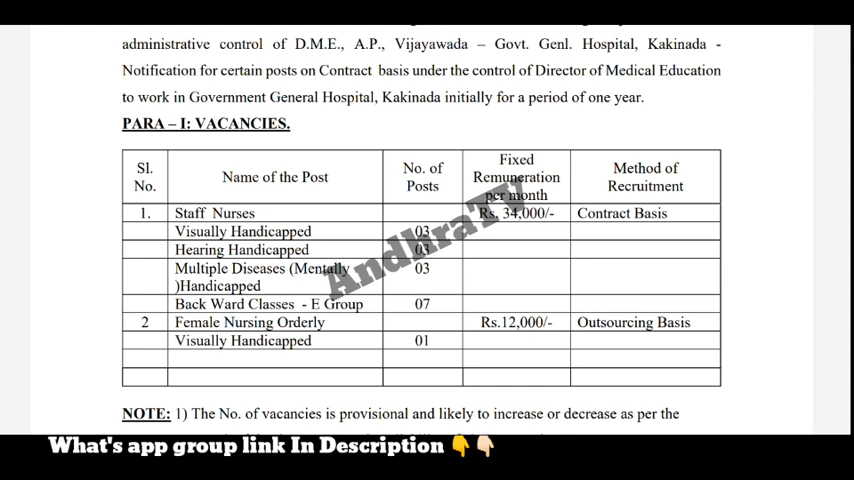 administrative control of D.M.E., A.P., Vijayawada – Govt. Genl. Hospital, Kakinada -
Notification for certain posts on Contract basis under the control of Director of Medical Education
to work in Government General Hospital, Kakinada initially for a period of one year.
PARA – I: VACANCIES.
Sl. No. Name of the Post No. of Posts Fixed Remuneration per month Method of Recruitment
1. Staff Nurses Rs. 34,000/- Contract Basis
Visually Handicapped 03
Hearing Handicapped 03
Multiple Diseases (Mentally 03
)Handicapped
Back Ward Classes - E Group 07
2 Female Nursing Orderly Rs.12,000/- Outsourcing Basis
Visually Handicapped 01
AndhraTV
NOTE: 1) The No. of vacancies is provisional and likely to increase or decrease as per the
What's app group link In Description 👇👇🏻